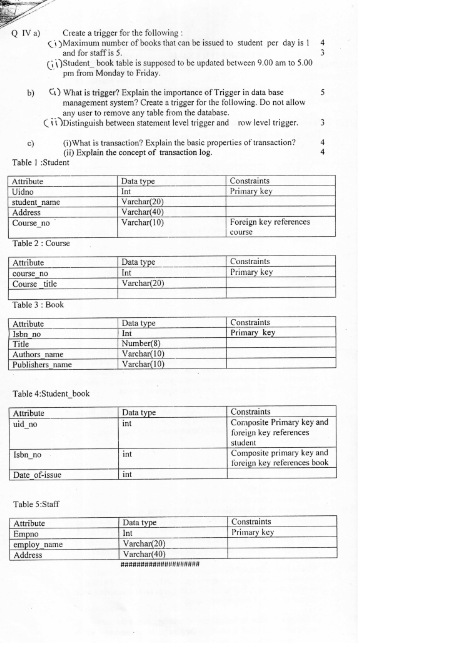 Q IV a) Create a trigger for the following :
(i)Maximum number of books that can be issued to student per day is 1 4
and for staff is 5. 3
(ii)Student_ book table is supposed to be updated between 9.00 am to 5.00
pm from Monday to Friday.
b) (i) What is trigger? Explain the importance of Trigger in data base 5
management system? Create a trigger for the following. Do not allow
any user to remove any table from the database.
(ii)Distinguish between statement level trigger and row level trigger. 3
c) (i)What is transaction? Explain the basic properties of transaction? 4
(ii) Explain the concept of transaction log. 4
Table 1 :Student
Attribute Data type Constraints
Uidno Int Primary key
student_name Varchar(20)
Address Varchar(40)
Course_no Varchar(10) Foreign key references
course
Table 2 : Course
Attribute Data type Constraints
course_no Int Primary key
Course_title Varchar(20)
Table 3 : Book
Attribute Data type Constraints
Isbn_no Int Primary key
Title Number(8)
Authors_name Varchar(10)
Publishers_name Varchar(10)
Table 4:Student_book
Attribute Data type Constraints
uid_no int Composite Primary key and
foreign key references
student
Isbn_no int Composite primary key and
foreign key references book
Date_of-issue int
Table 5:Staff
Attribute Data type Constraints
Empno Int Primary key
employ_name Varchar(20)
Address Varchar(40)
####################